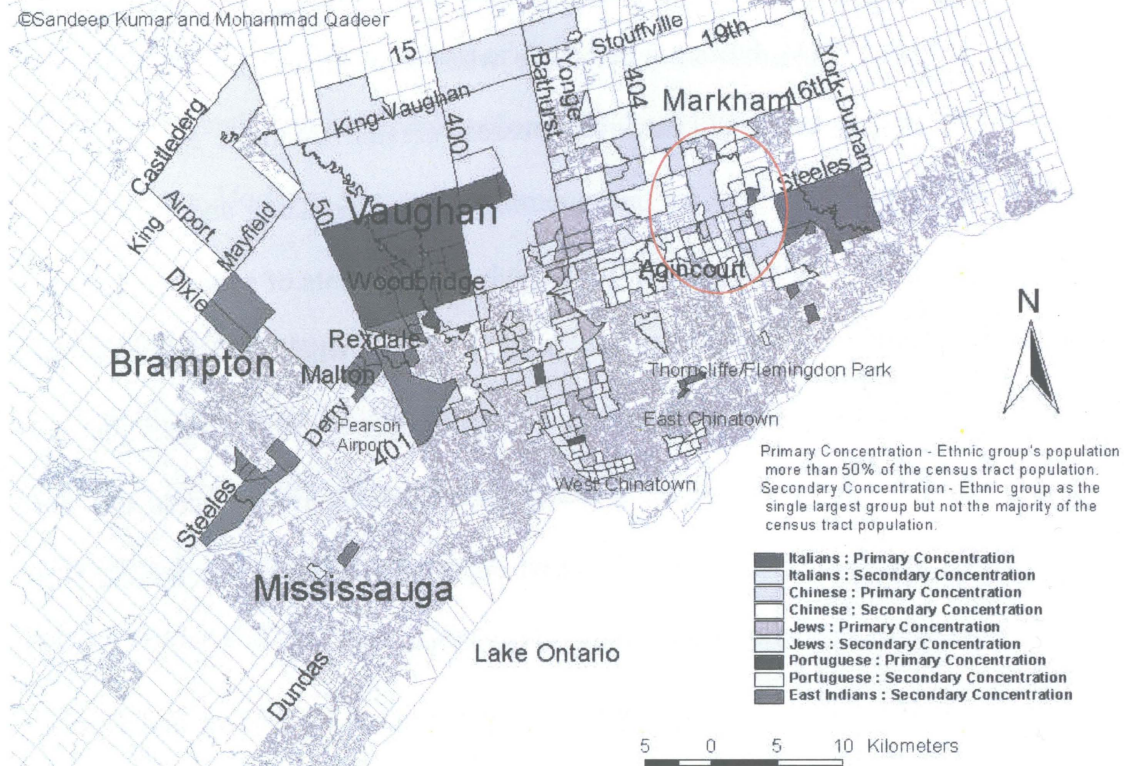 ©Sandeep Kumar and Mohammad Qadeer
15
Stouffville
19th
Yonge
Bathurst
404
York-Durham
Markham
16th
King-Vaughan
400
Castlederg
Steeles
Airport
50
Vaughan
King
Mayfield
Woodbridge
Agincourt
Dixie
N
Rexdale
Brampton
Malton
Thorncliffe/Flemingdon Park
Derry
Pearson
Airport
East Chinatown
401
West Chinatown
Primary Concentration - Ethnic group's population
more than 50% of the census tract population.
Secondary Concentration - Ethnic group as the
single largest group but not the majority of the
census tract population.
Steeles
Italians : Primary Concentration
Italians : Secondary Concentration
Chinese : Primary Concentration
Chinese : Secondary Concentration
Jews : Primary Concentration
Jews : Secondary Concentration
Portuguese : Primary Concentration
Portuguese : Secondary Concentration
East Indians : Secondary Concentration
Mississauga
Lake Ontario
Dundas
5 0 5 10 Kilometers